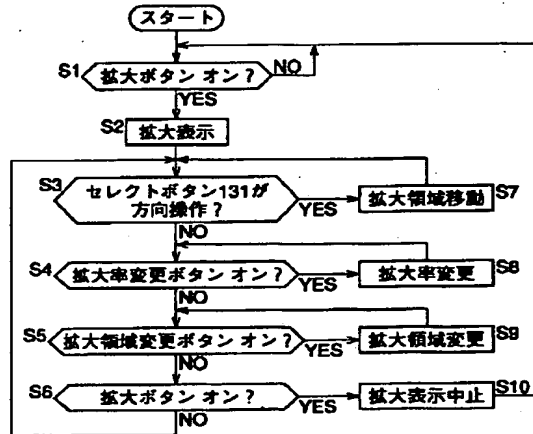 スタート
S1
拡大ボタン オン？
NO
YES
S2
拡大表示
S3
セレクトボタン131が
方向操作？
YES
拡大領域移動
S7
NO
S4
拡大率変更ボタン オン？
YES
拡大率変更
S8
NO
S5
拡大領域変更ボタン オン？
YES
拡大領域変更
S9
NO
S6
拡大ボタン オン？
YES
拡大表示中止
S10
NO